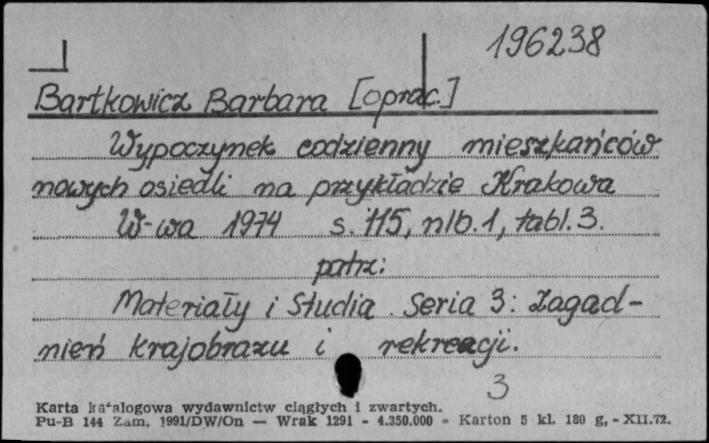 196238
Bartkowicz Barbara [oprac.]
Wypoczynek codzienny mieszkańców
nowych osiedli na przykładzie Krakowa
W-wa 1974 s. 115, nlb. 1, tabl. 3.
patrz:
Materiały i Studia. Seria 3: Zagad-
nień krajobrazu i rekreacji.
3
Karta katalogowa wydawnictw ciągłych i zwartych.
Pu-B 144 Zam. 1991/DW/On — Wrak 1291 - 4.350.000 - Karton 5 kl. 180 g, - XII.72.